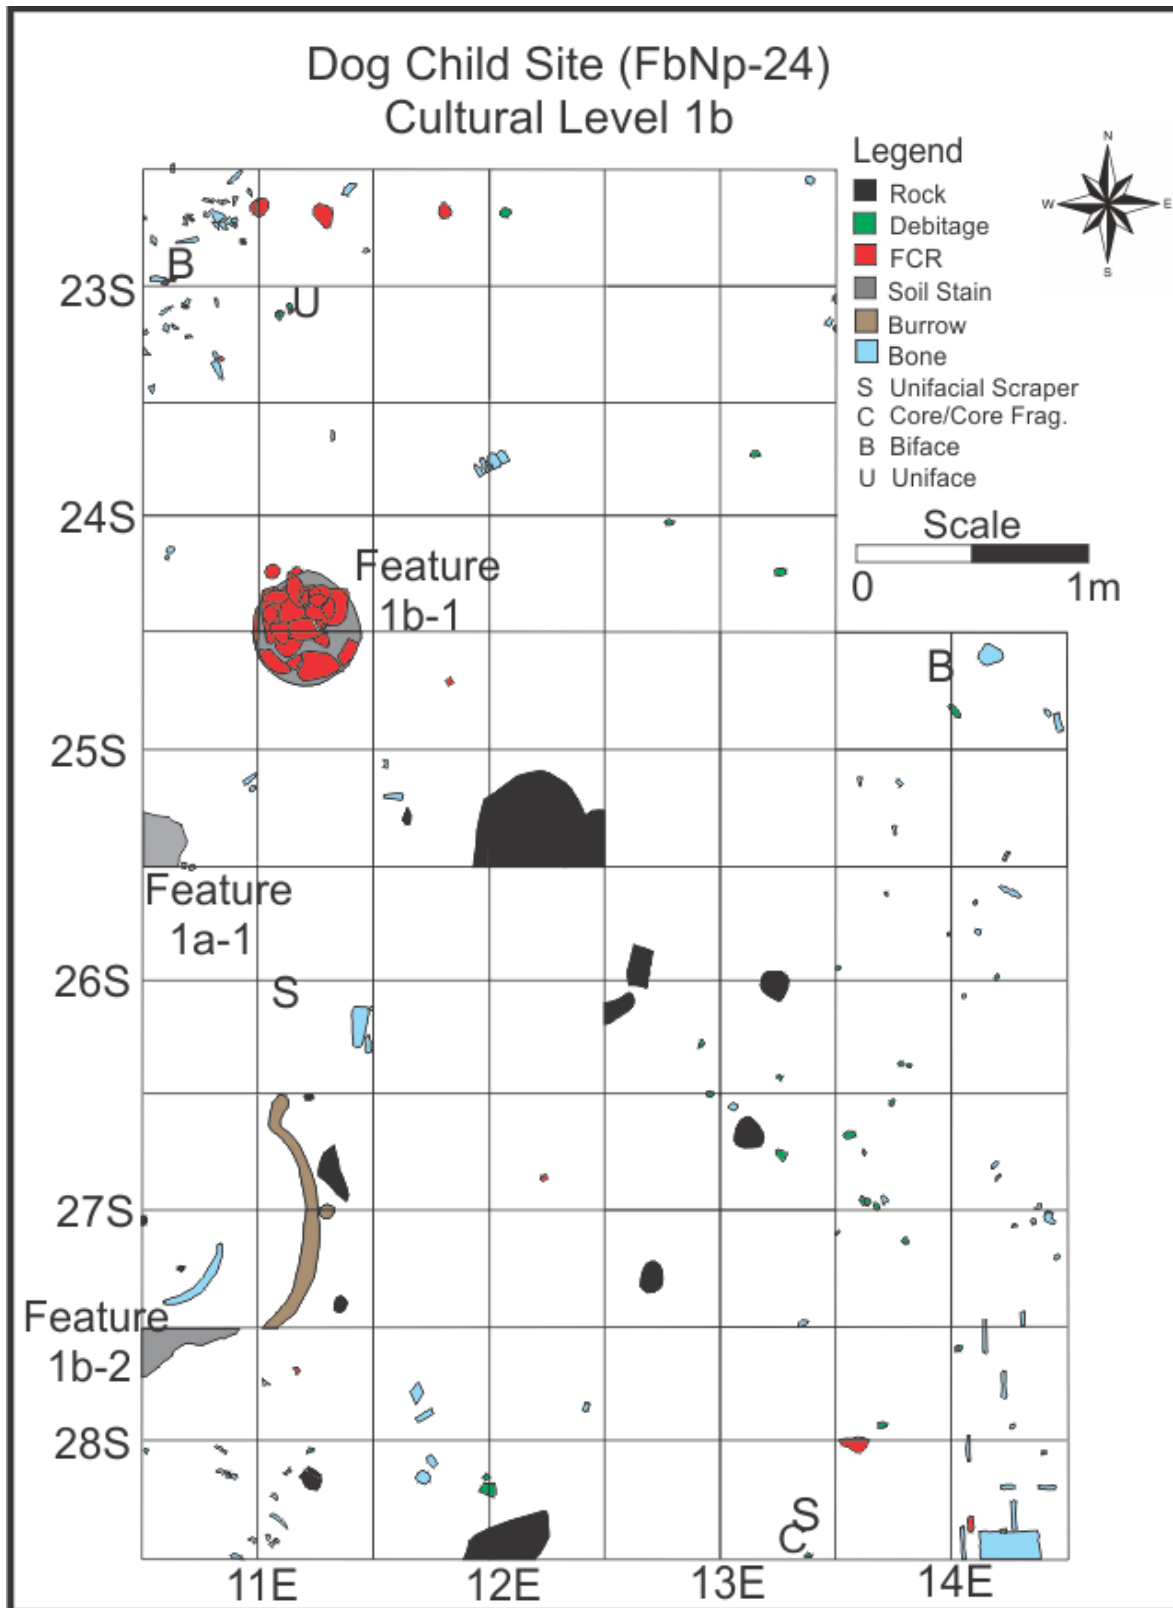 Dog Child Site (FbNp-24)
Cultural Level 1b
Legend
Rock
Debitage
FCR
Soil Stain
Burrow
Bone
S Unifacial Scraper
C Core/Core Frag.
B Biface
U Uniface
N
W
E
S
Scale
0 1m
B
23S
U
24S
Feature
1b-1
B
25S
Feature
1a-1
26S
S
27S
Feature
1b-2
28S
S
C
11E 12E 13E 14E